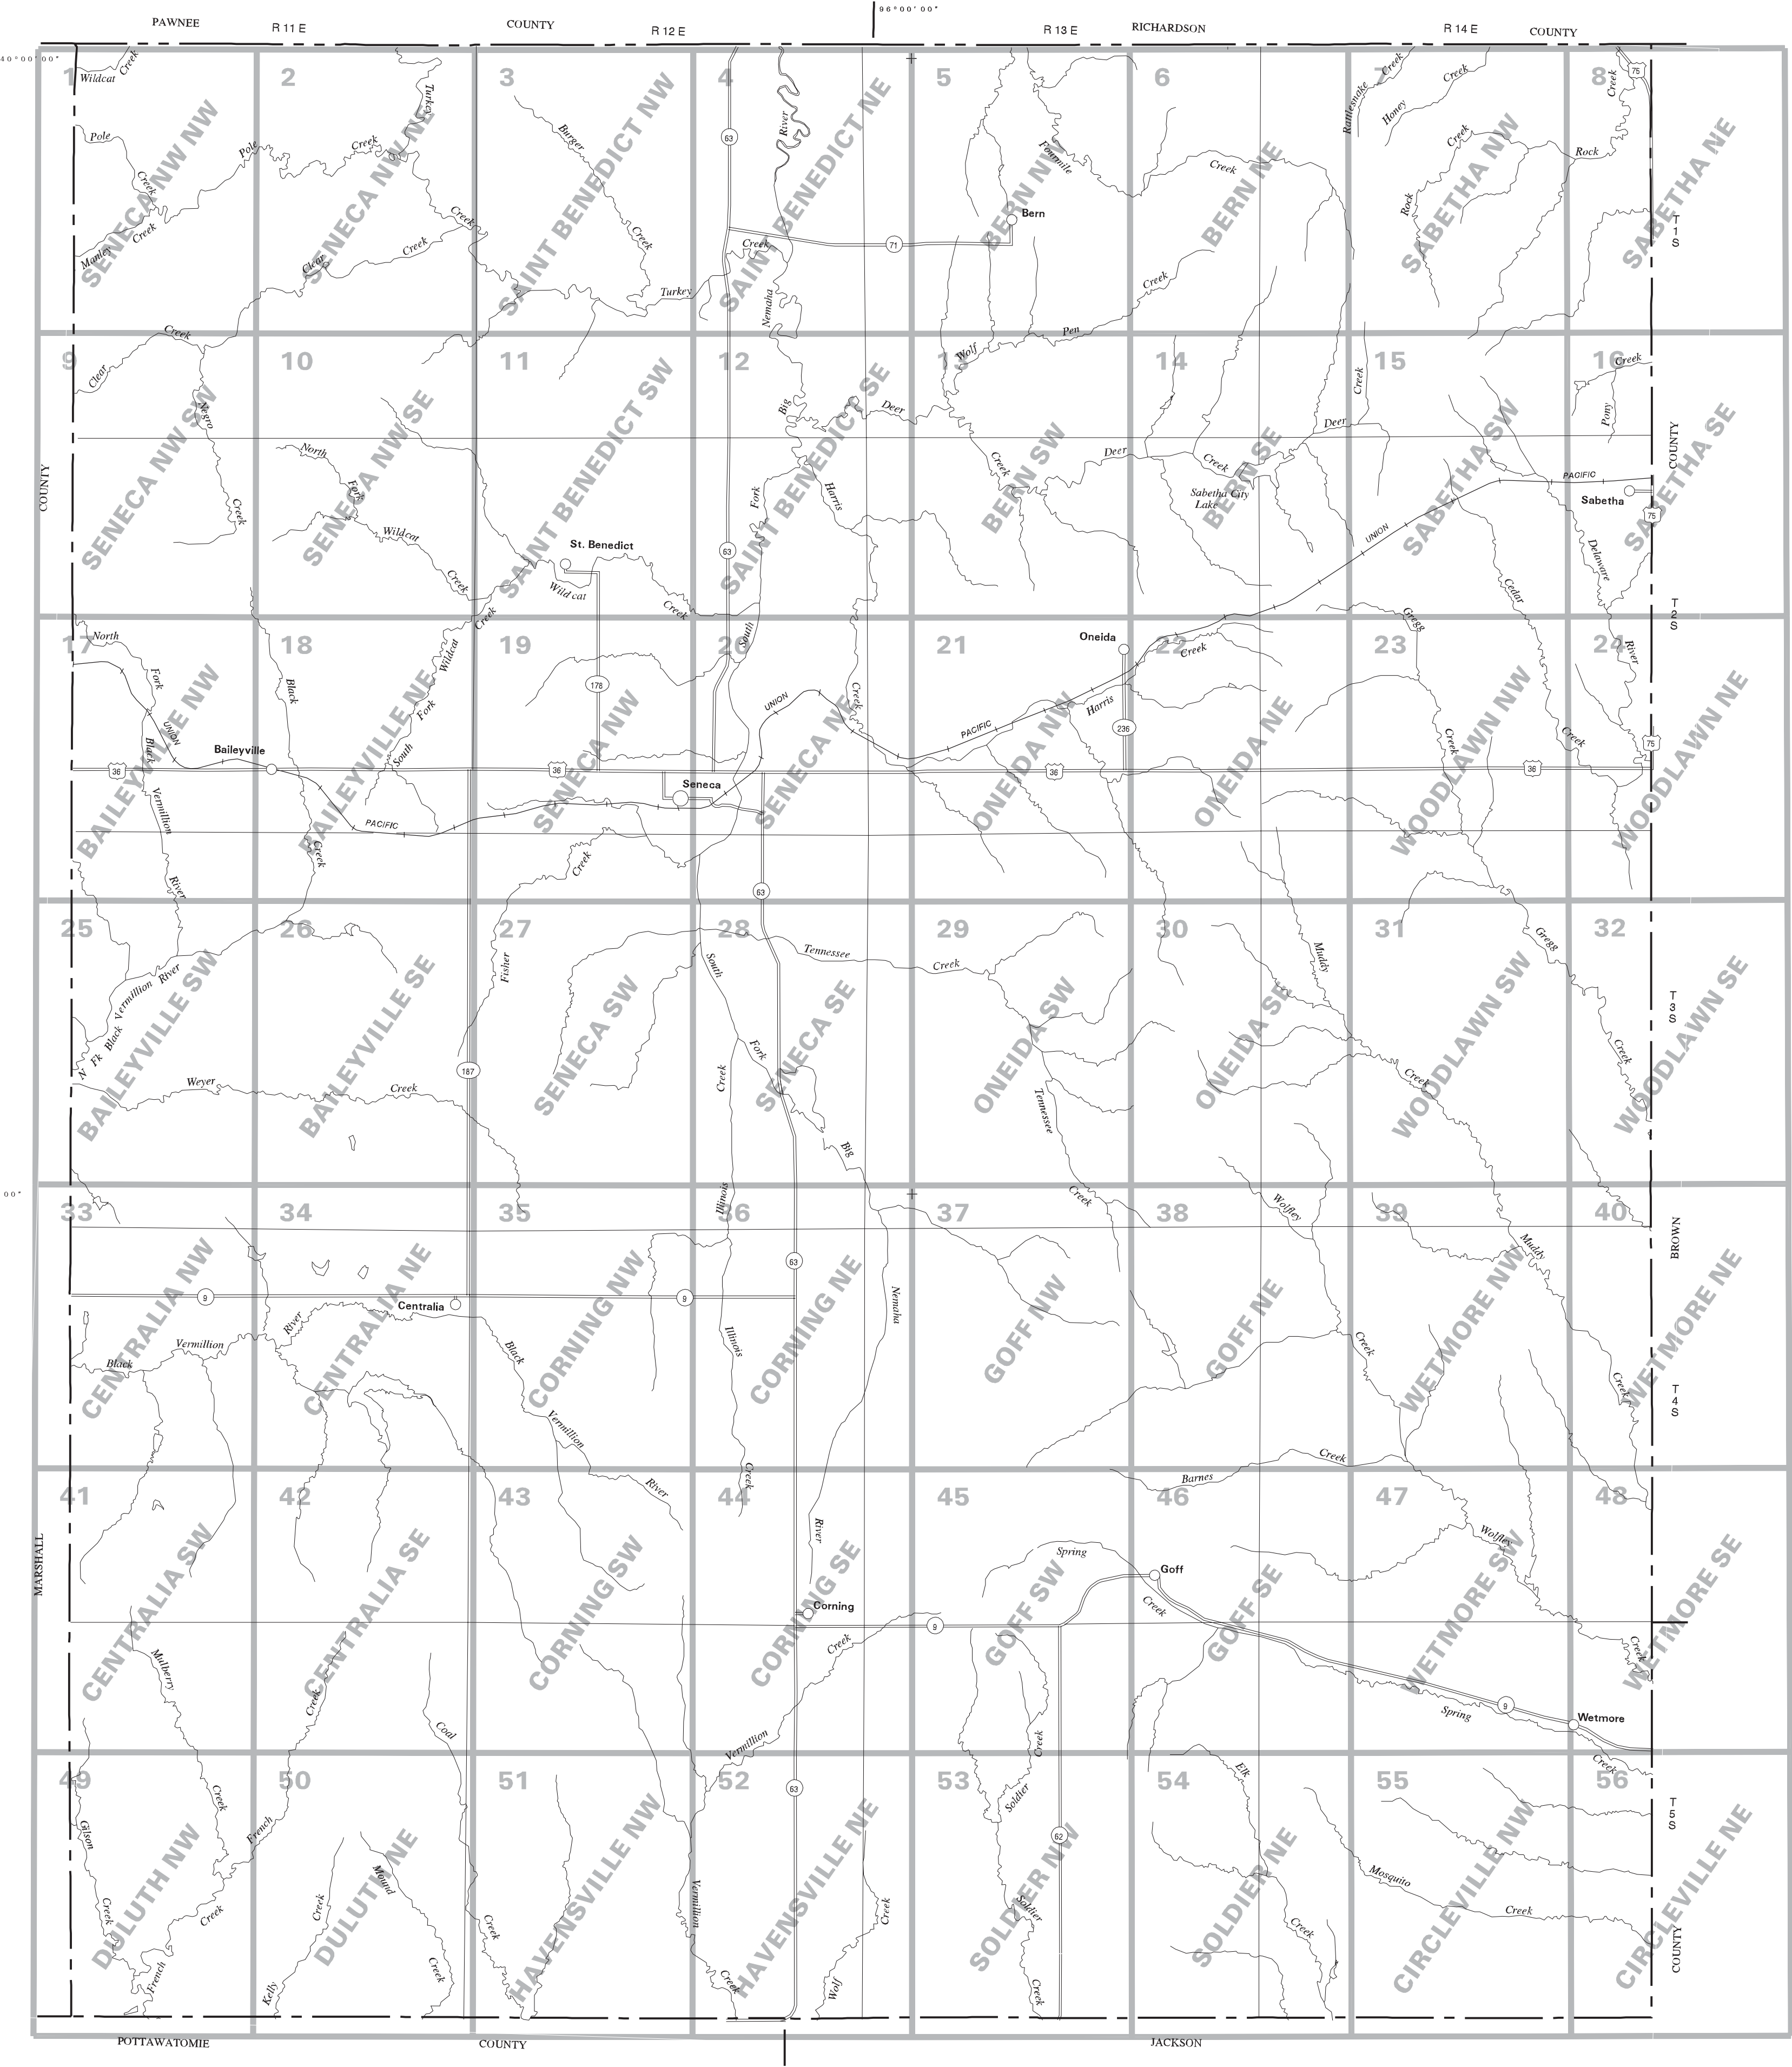 96°00'00"
PAWNEE
R 11 E
COUNTY
R 12 E
R 13 E
RICHARDSON
R 14 E
COUNTY
40°00'00"
1
2
3
4
5
6
7
8
Wildcat Creek
Turkey
63
River
Rattlesnake Creek
Honey Creek
Creek
75
Pole
Creek
Pole
Creek
Burger
Creek
Fourmile
Creek
Creek
Rock
Rock
Manley Creek
Clear
Creek
Creek
Turkey
Creek
Nemaha
71
Bern
Creek
Pen
SENECA NW NW
SENECA NW NE
SAINT BENEDICT NW
SAINT BENEDICT NE
BERN NW
BERN NE
SABETHA NW
SABETHA NE
T 1 S
9
10
11
12
13
14
15
16
Clear
Creek
Negro
Creek
North
Fork
Wildcat
Creek
St. Benedict
Wild cat
Creek
Big
Fork
Harris
63
Deer
Wolf
Creek
Deer
Creek
Sabetha City
Lake
Deer
Creek
Creek
Pony
PACIFIC
UNION
Sabetha
75
Delaware
Cedar
SENECA NW SW
SENECA NW SE
SAINT BENEDICT SW
SAINT BENEDICT SE
BERN SW
BERN SE
SABETHA SW
SABETHA SE
COUNTY
COUNTY
T 2 S
17
18
19
20
21
22
23
24
North
Fork
UNION
Black
Vermillion
River
Baileyville
36
Black
Creek
PACIFIC
Creek
Wildcat
Fork
South
178
36
Seneca
Creek
South
UNION
Creek
63
PACIFIC
Harris
Creek
Oneida
236
36
Gregg
Creek
36
Creek
River
75
BAILEYVILLE NW
BAILEYVILLE NE
SENECA NW
SENECA NE
ONEIDA NW
ONEIDA NE
WOODLAWN NW
WOODLAWN NE
25
26
27
28
29
30
31
32
N Fk Black Vermillion River
Weyer
Creek
187
Fisher
South
Fork
Creek
Big
Tennessee
Creek
Tennessee
Muddy
Creek
Gregg
Creek
BAILEYVILLE SW
BAILEYVILLE SE
SENECA SW
SENECA SE
ONEIDA SW
ONEIDA SE
WOODLAWN SW
WOODLAWN SE
T 3 S
00"
33
34
35
36
37
38
39
40
Illinois
Creek
Wolfley
Muddy
63
9
Centralia
9
River
Vermillion
Black
Black
Vermillion
Illinois
Creek
Nemaha
Creek
Creek
Creek
CENTRALIA NW
CENTRALIA NE
CORNING NW
CORNING NE
GOFF NW
GOFF NE
WETMORE NW
WETMORE NE
BROWN
T 4 S
41
42
43
44
45
46
47
48
River
River
Barnes
Wolfley
Spring
Goff
Creek
Corning
9
Creek
Creek
Mulberry
Creek
Coal
Vermillion
Creek
9
Spring
Wetmore
Creek
CENTRALIA SW
CENTRALIA SE
CORNING SW
CORNING SE
GOFF SW
GOFF SE
WETMORE SW
WETMORE SE
MARSHALL
49
50
51
52
53
54
55
56
Gilson
Creek
Creek
French
Creek
French
Creek
Kelly
Mound
Creek
Creek
Vermillion
Creek
63
Creek
Wolf
Soldier
Soldier
Creek
62
Elk
Creek
Mosquito
Creek
DULUTH NW
DULUTH NE
HAVENSVILLE NW
HAVENSVILLE NE
SOLDIER NW
SOLDIER NE
CIRCLEVILLE NW
CIRCLEVILLE NE
T 5 S
COUNTY
POTTAWATOMIE
COUNTY
JACKSON